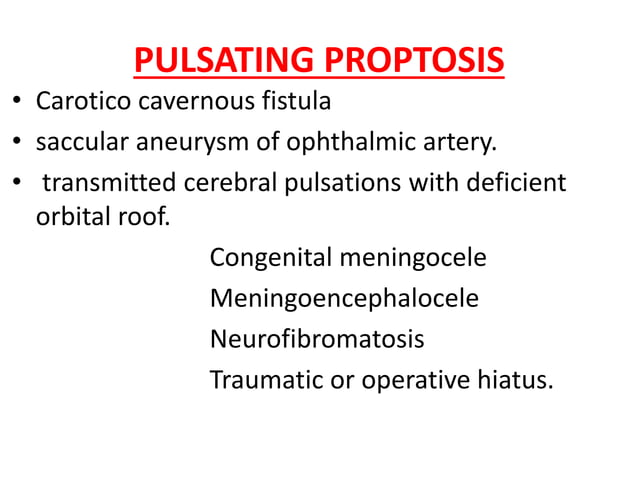 PULSATING PROPTOSIS
• Carotico cavernous fistula
• saccular aneurysm of ophthalmic artery.
• transmitted cerebral pulsations with deficient
orbital roof.
Congenital meningocele
Meningoencephalocele
Neurofibromatosis
Traumatic or operative hiatus.